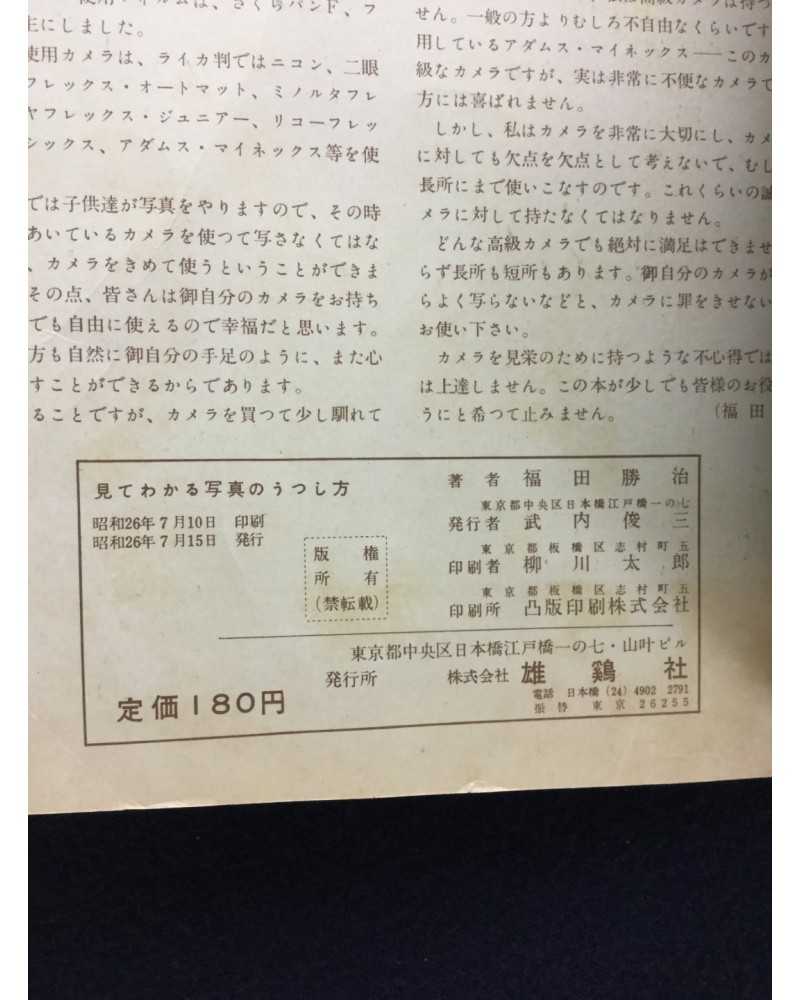 使用フイルムは、さくらパンF、フ
主にしました。
使用カメラは、ライカ判ではニコン、二眼
フレックス・オートマット、ミノルタフレ
ヤフレックス・ジュニアー、リコーフレッ
シックス、アダムス・マイネックス等を使
では子供達が写真をやりますので、その時
あいているカメラを使つて写さなくてはな
、カメラをきめて使うということができま
その点、皆さんは御自分のカメラをお持ち
でも自由に使えるので幸福だと思います。
方も自然に御自分の手足のように、また心
すことができるからであります。
ることですが、カメラを買つて少し馴れて
は高級カメラは持つ
せん。一般の方よりむしろ不自由なくらいです
用しているアダムス・マイネックス——このカ
級なカメラですが、実は非常に不便なカメラで
方には喜ばれません。
しかし、私はカメラを非常に大切にし、カメ
に対しても欠点を欠点として考えないで、むし
長所にまで使いこなすのです。これくらいの誠
メラに対して持たなくてはなりません。
どんな高級カメラでも絶対に満足はできませ
らず長所も短所もあります。御自分のカメラが
らよく写らないなどと、カメラに罪をきせない
お使い下さい。
カメラを見栄のために持つような不心得では
は上達しません。この本が少しでも皆様のお役
うにと希つて止みません。 (福田
見てわかる写真のうつし方
昭和26年7月10日 印刷
昭和26年7月15日 発行
版権
所有
(禁転載)
著者 福田勝治
東京都中央区日本橋江戸橋一の七
発行者 武内俊三
東京都板橋区志村町五
印刷者 柳川太郎
東京都板橋区志村町五
印刷所 凸版印刷株式会社
東京都中央区日本橋江戸橋一の七・山叶ビル
発行所 株式会社 雄鶏社
電話 日本橋 (24) 4902 2791
振替 東京 26255
定価180円